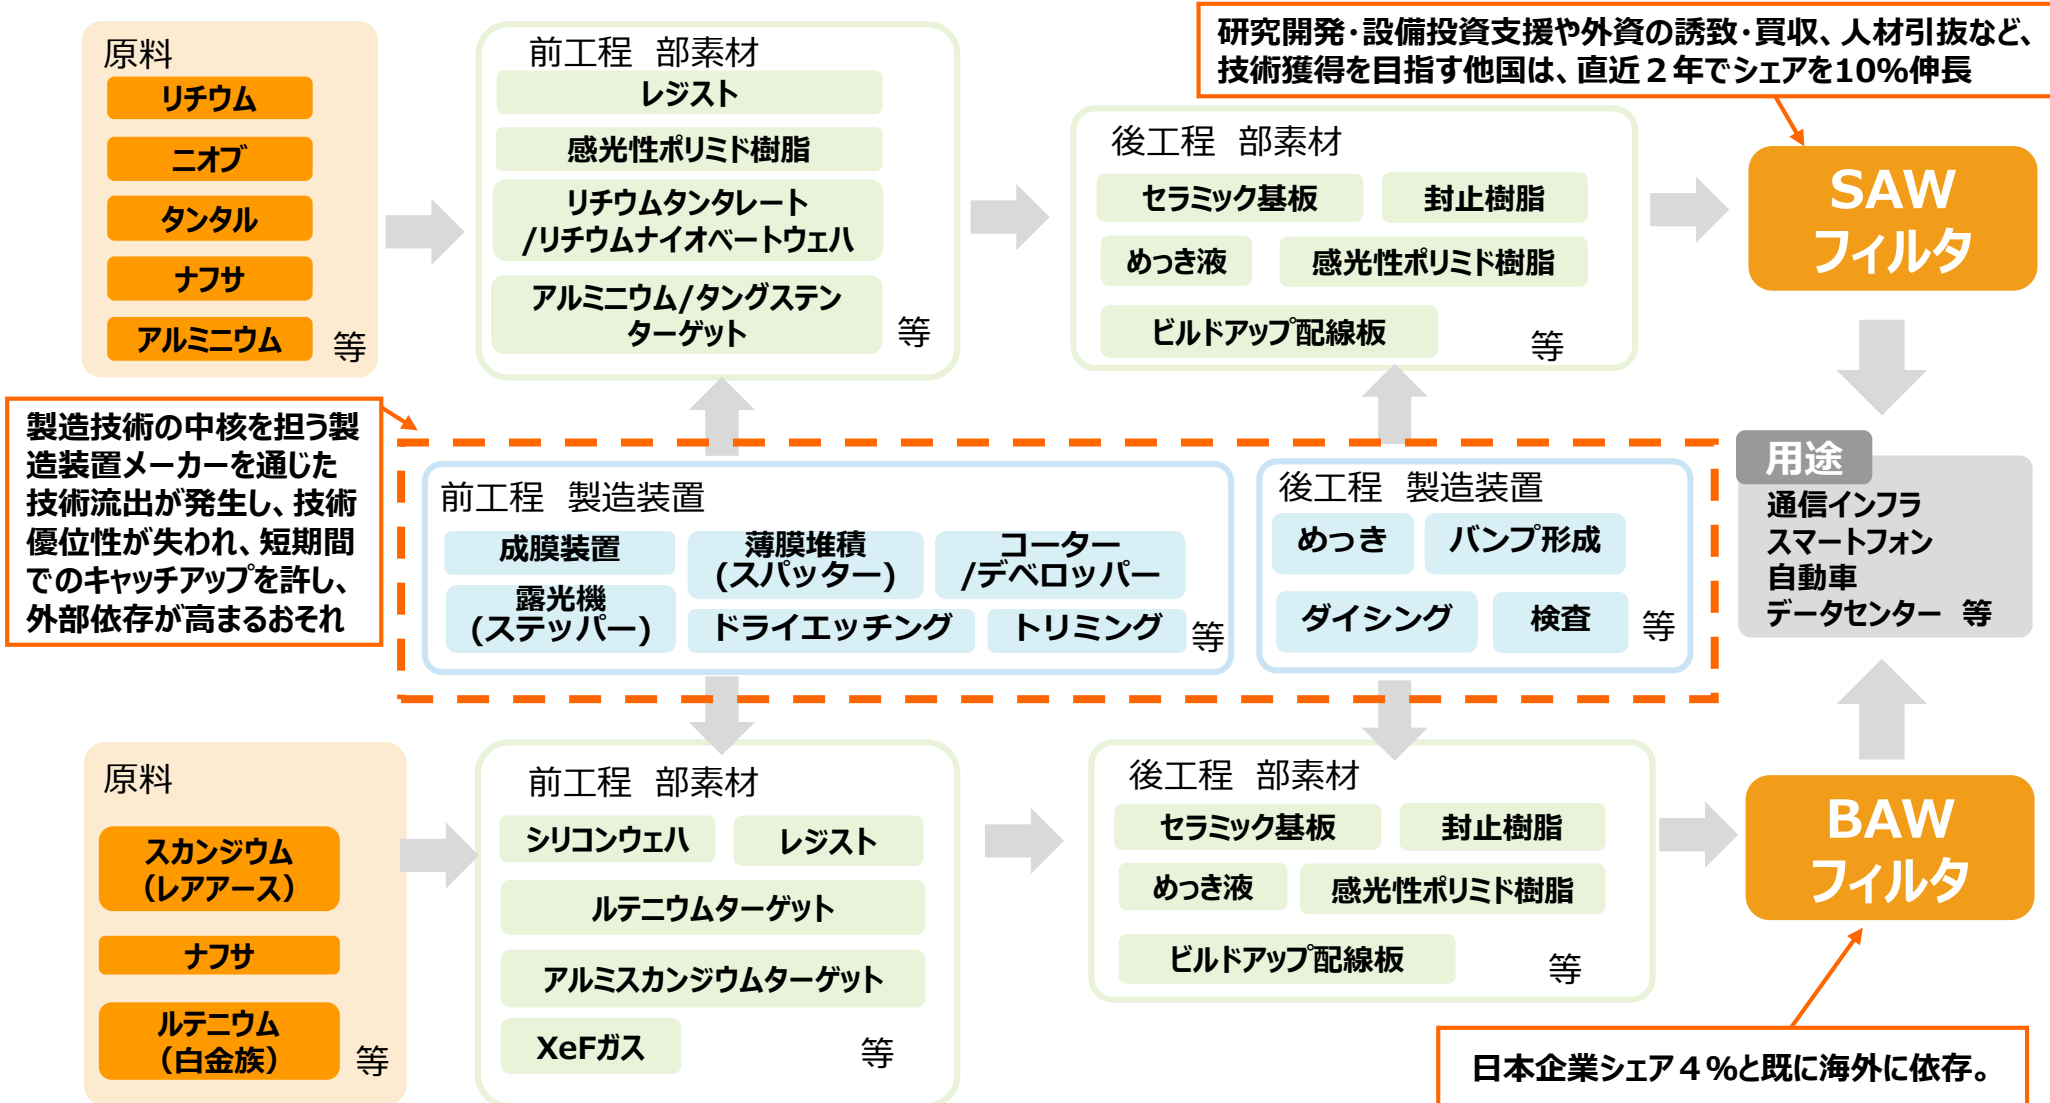 原料
リチウム
ニオブ
タンタル
ナフサ
アルミニウム
等
前工程 部素材
レジスト
感光性ポリミド樹脂
リチウムタンタレート
/リチウムナイオベートウェハ
アルミニウム/タングステン
ターゲット
等
後工程 部素材
セラミック基板
封止樹脂
めっき液
感光性ポリミド樹脂
ビルドアップ配線板
等
研究開発・設備投資支援や外資の誘致・買収、人材引抜など、
技術獲得を目指す他国は、直近２年でシェアを10%伸長
SAW
フィルタ
製造技術の中核を担う製
造装置メーカーを通じた
技術流出が発生し、技術
優位性が失われ、短期間
でのキャッチアップを許し、
外部依存が高まるおそれ
前工程 製造装置
成膜装置
薄膜堆積
(スパッター)
コーター
/デベロッパー
露光機
(ステッパー)
ドライエッチング
トリミング
等
後工程 製造装置
めっき
バンプ形成
ダイシング
検査
等
用途
通信インフラ
スマートフォン
自動車
データセンター 等
原料
スカンジウム
（レアアース）
ナフサ
ルテニウム
（白金族）
等
前工程 部素材
シリコンウェハ
レジスト
ルテニウムターゲット
アルミスカンジウムターゲット
XeFガス
等
後工程 部素材
セラミック基板
封止樹脂
めっき液
感光性ポリミド樹脂
ビルドアップ配線板
等
BAW
フィルタ
日本企業シェア４%と既に海外に依存。